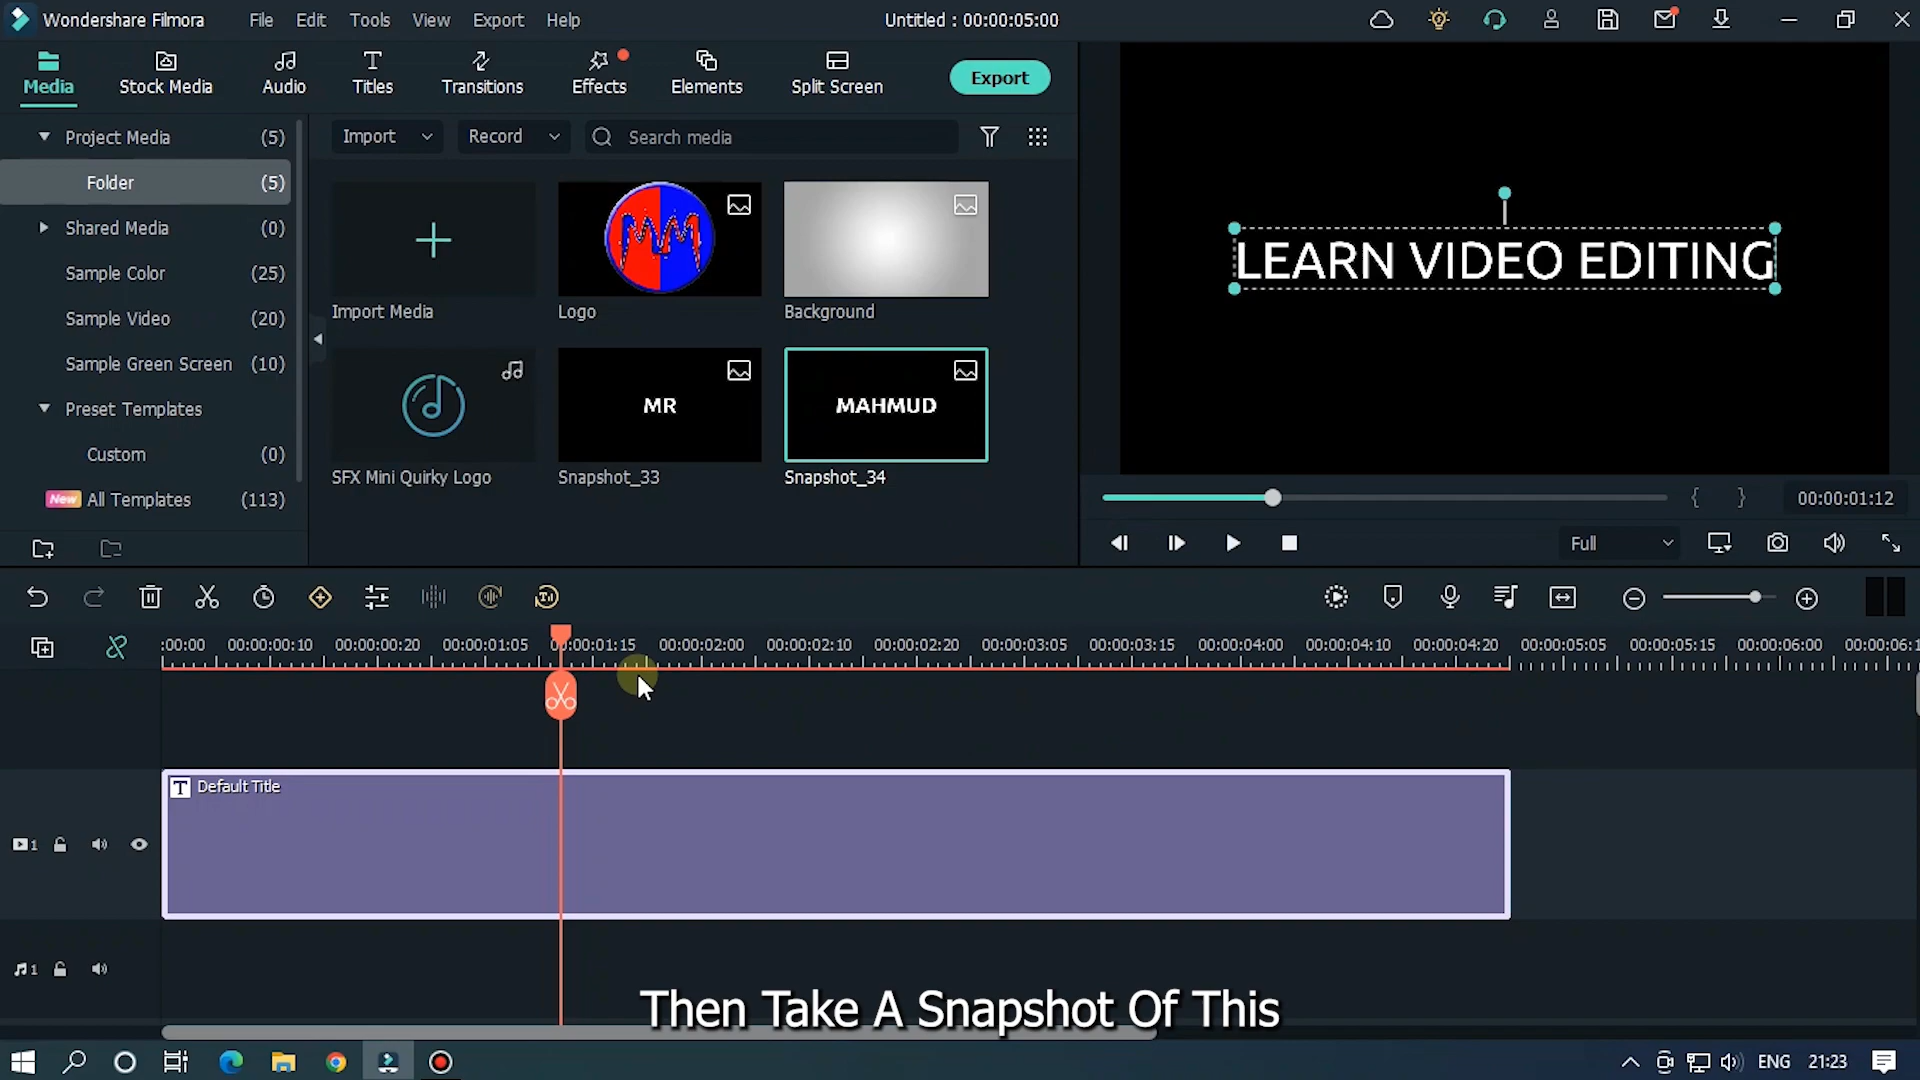 Wondershare Filmora File Edit Tools View Export Help Untitled : 00:00:05:00
Media Stock Media Audio Titles Transitions Effects Elements Split Screen Export
Project Media (5)
Folder (5)
Shared Media (0)
Sample Color (25)
Sample Video (20)
Sample Green Screen (10)
Preset Templates
Custom (0)
New All Templates (113)
Import Record Search media
Import Media Logo Background
MR MAHMUD
SFX Mini Quirky Logo Snapshot_33 Snapshot_34
LEARN VIDEO EDITING
{ } 00:00:01:12
Full
:00:00 00:00:00:10 00:00:00:20 00:00:01:05 00:00:01:15 00:00:02:00 00:00:02:10 00:00:02:20 00:00:03:05 00:00:03:15 00:00:04:00 00:00:04:10 00:00:04:20 00:00:05:05 00:00:05:15 00:00:06:00 00:00:06:1
T Default Title
1
1
Then Take A Snapshot Of This
ENG 21:23